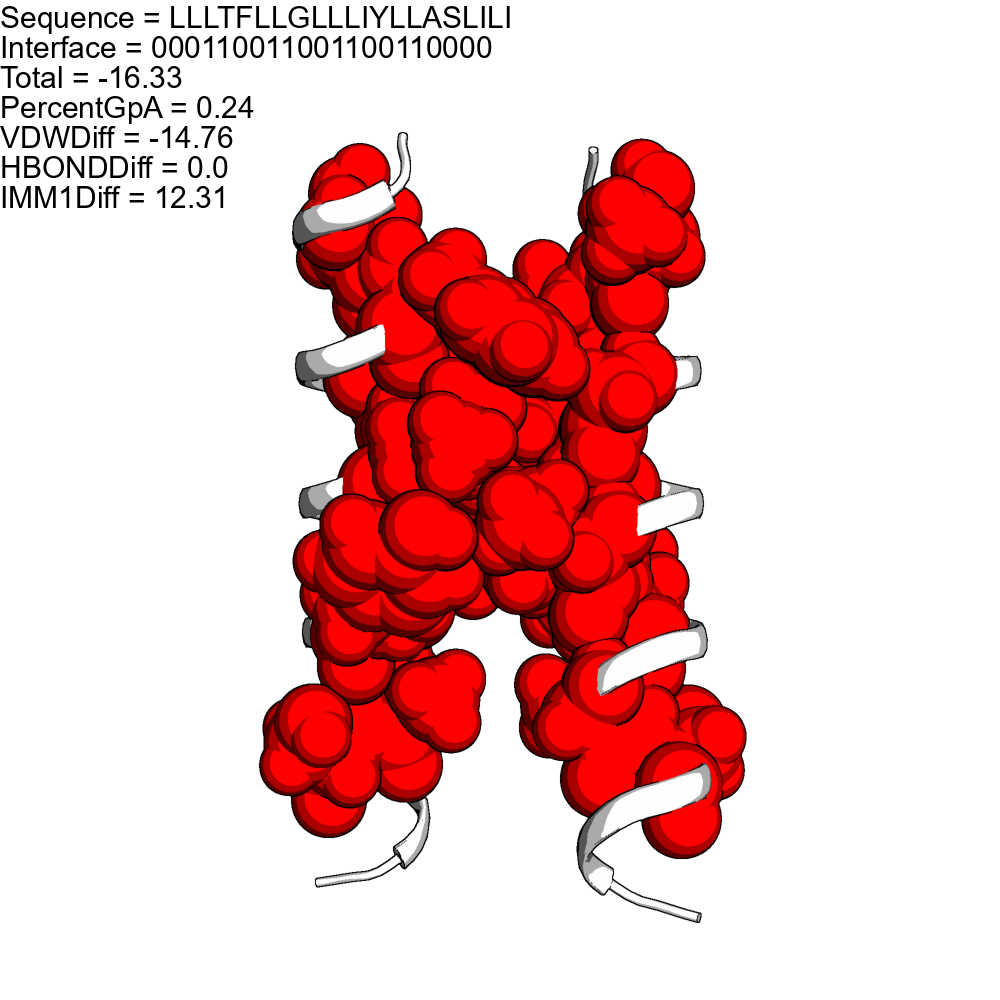 Sequence = LLLTFLLGLLLIYLLASLILI
Interface = 000110011001100110000
Total = -16.33
PercentGpA = 0.24
VDWDiff = -14.76
HBONDDiff = 0.0
IMM1Diff = 12.31